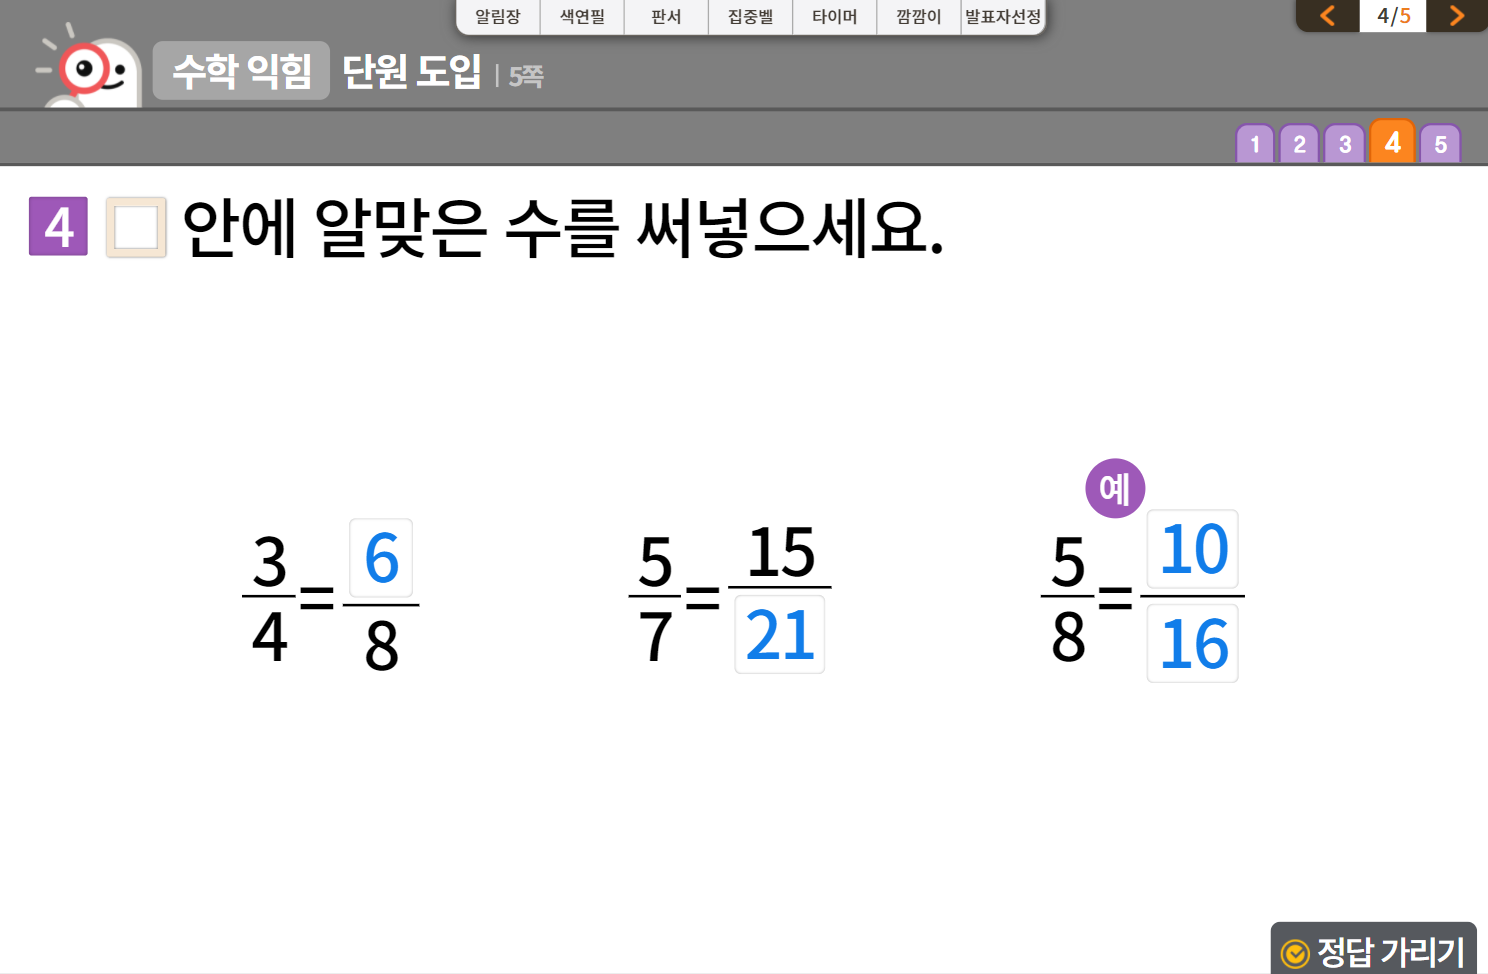 알림장 색연필 판서 집중벨 타이머 깜깜이 발표자선정
4/5
수학 익힘 단원 도입 | 5쪽
1 2 3 4 5
4 □ 안에 알맞은 수를 써넣으세요.
예
3/4 = 6/8
5/7 = 15/21
5/8 = 10/16
정답 가리기